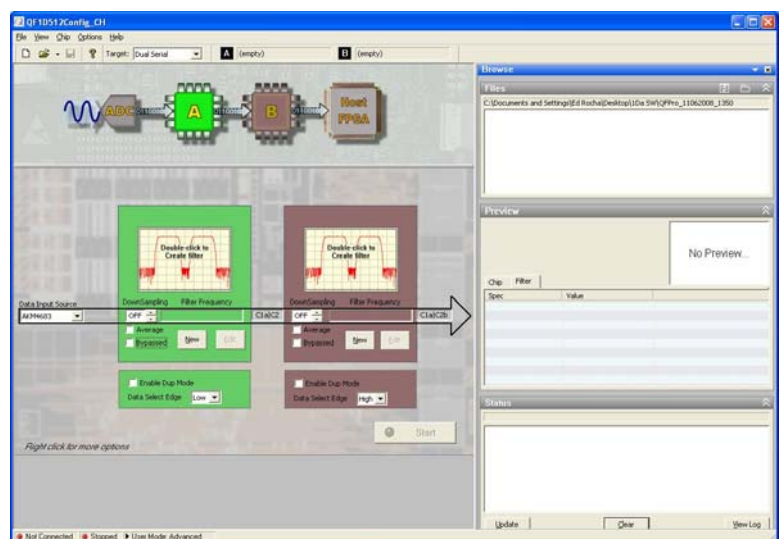 QF1D512Config_CH
File View Chip Options Help
Target: Dual Serial A (empty) B (empty)
ADC A B Host FPGA
Double-click to Create filter
Double-click to Create filter
Data Input Source
AKM4683
DownSampling Filter Frequency
OFF C1a|C2
Average
Bypassed New Edit
DownSampling Filter Frequency
OFF C1a|C2b
Average
Bypassed New Edit
Enable Dup Mode
Data Select Edge Low
Enable Dup Mode
Data Select Edge High
Start
Right click for more options
Browse
Files
C:\Documents and Settings\Ed Rocha\Desktop\1Da SW\QFPro_11062008_1350
Preview
No Preview...
Chip Filter
Spec Value
Status
Update Clear View Log
Not Connected Stopped User Mode: Advanced